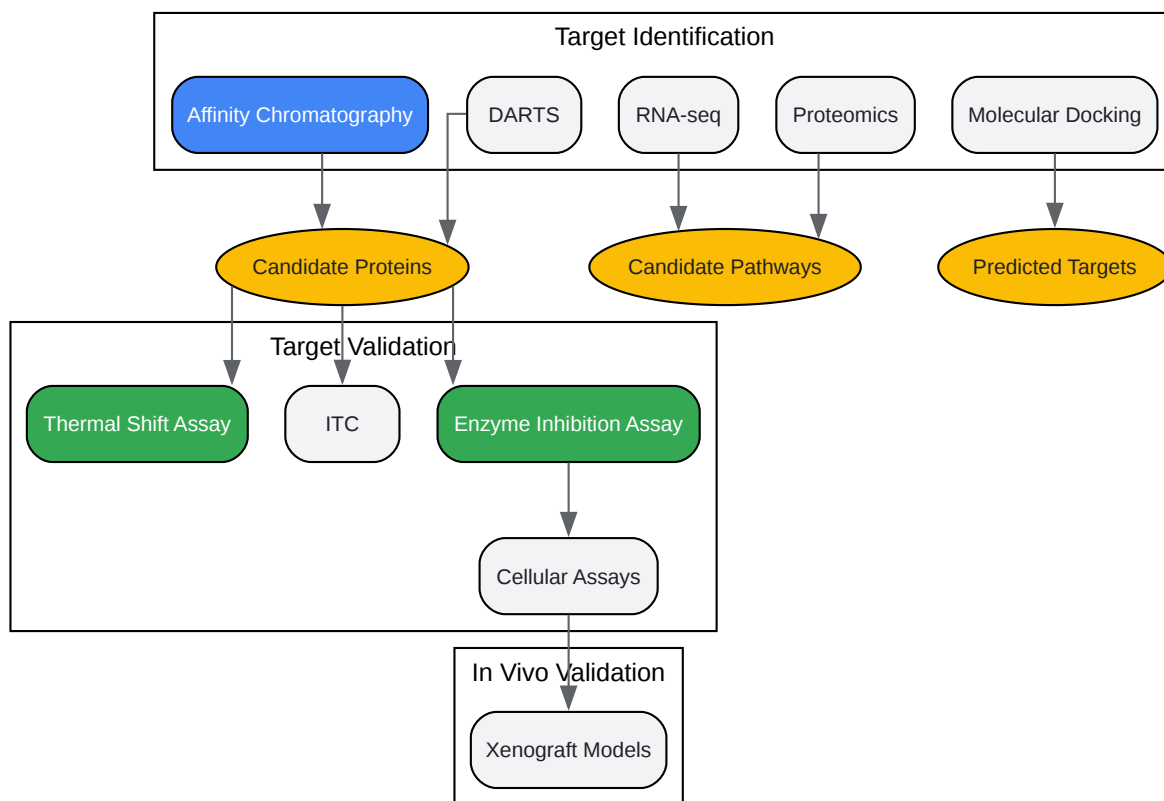 Target Identification
Affinity Chromatography
DARTS
RNA-seq
Proteomics
Molecular Docking
Candidate Proteins
Candidate Pathways
Predicted Targets
Target Validation
Thermal Shift Assay
ITC
Enzyme Inhibition Assay
Cellular Assays
In Vivo Validation
Xenograft Models